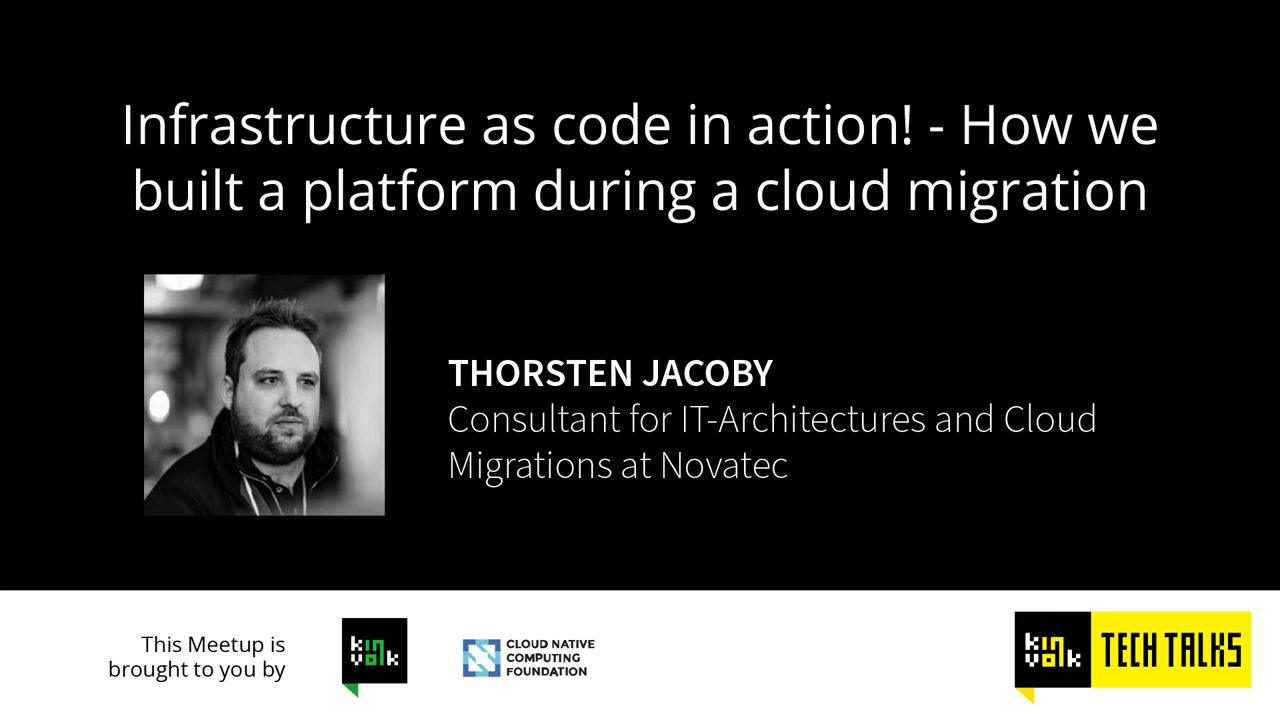 Infrastructure as code in action! - How we
built a platform during a cloud migration
THORSTEN JACOBY
Consultant for IT-Architectures and Cloud
Migrations at Novatec
This Meetup is
brought to you by
kin
volk
CLOUD NATIVE
COMPUTING
FOUNDATION
kin
volk
TECH TALKS